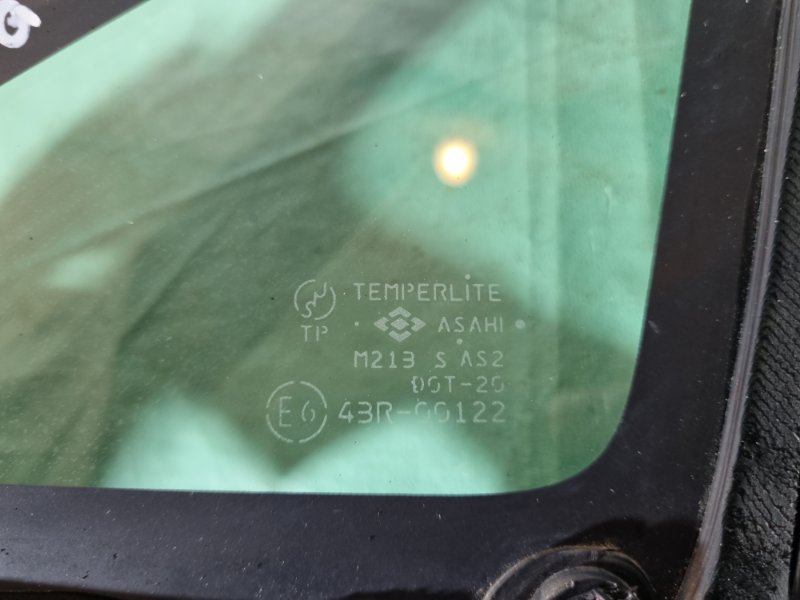 TEMPERLITE
TP ASAHI
M213 S AS2
DOT-20
E6 43R-00122